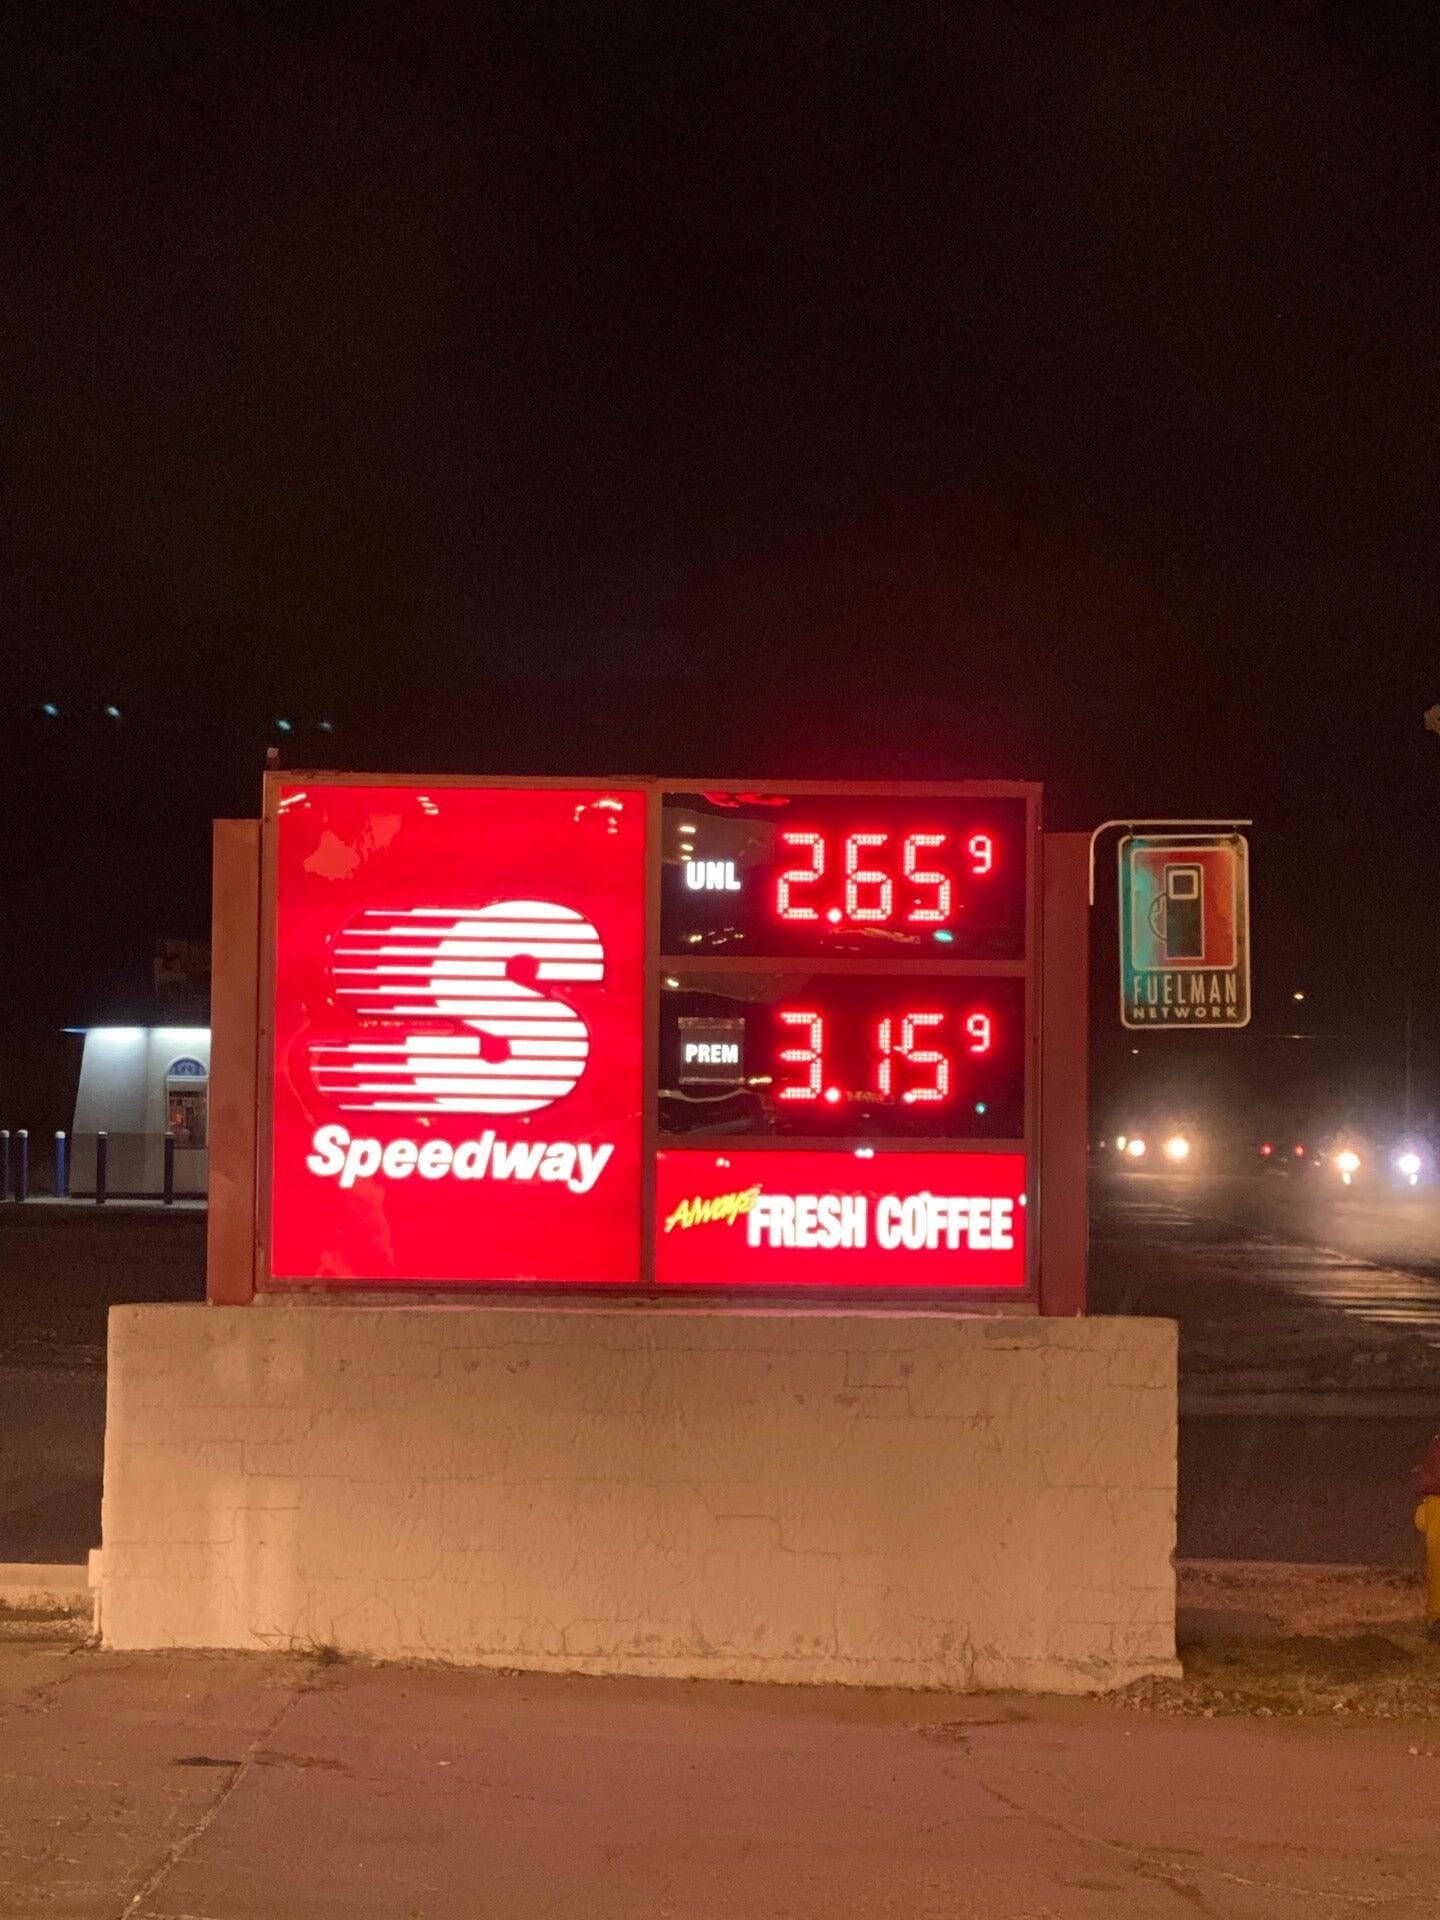 S
Speedway
UNL
2.65 9
PREM
3.15 9
Always FRESH COFFEE
FUELMAN
NETWORK